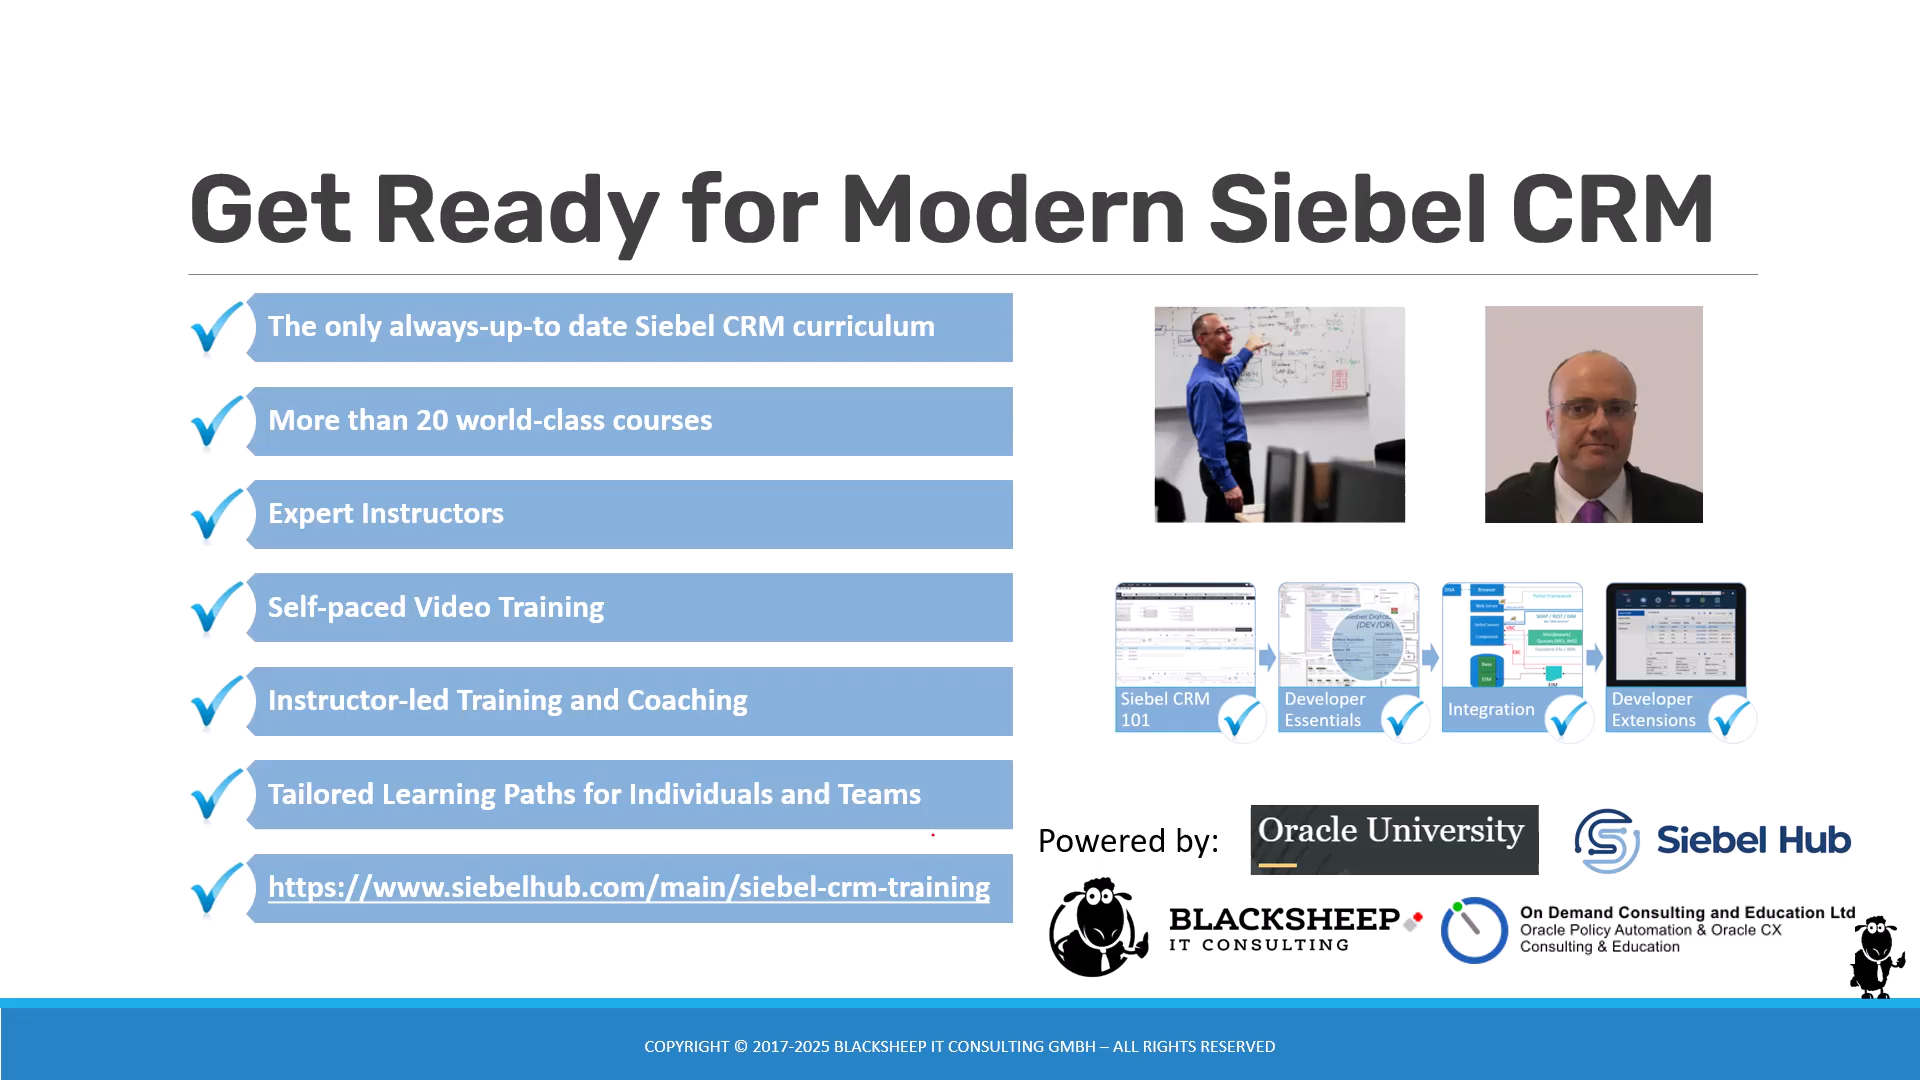 Get Ready for Modern Siebel CRM
The only always-up-to date Siebel CRM curriculum
More than 20 world-class courses
Expert Instructors
Self-paced Video Training
Instructor-led Training and Coaching
Tailored Learning Paths for Individuals and Teams
https://www.siebelhub.com/main/siebel-crm-training
Siebel CRM
101
Developer
Essentials
Integration
Developer
Extensions
Powered by:
Oracle University
Siebel Hub
BLACKSHEEP
IT CONSULTING
On Demand Consulting and Education Ltd
Oracle Policy Automation & Oracle CX
Consulting & Education
COPYRIGHT © 2017-2025 BLACKSHEEP IT CONSULTING GMBH – ALL RIGHTS RESERVED